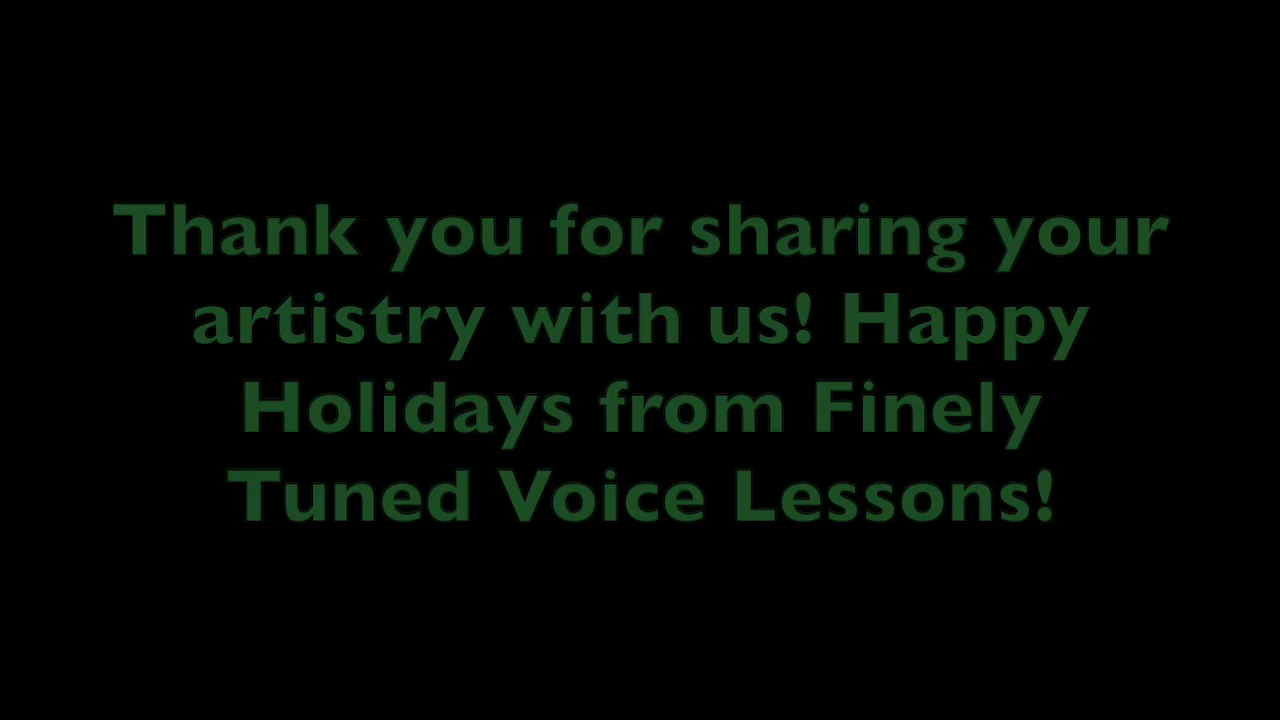 Thank you for sharing your
artistry with us! Happy
Holidays from Finely
Tuned Voice Lessons!